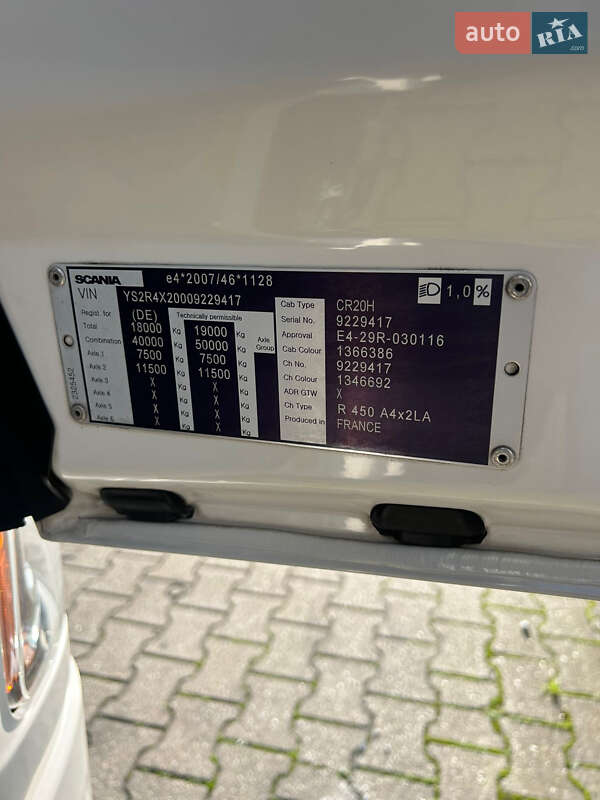 auto RIA .com
SCANIA e4*2007/46*1128 1,0 %
VIN YS2R4X20009229417
Regist. for (DE) Technically permissible
Total 18000 Kg 19000 Kg
Combination 40000 Kg 50000 Kg Axle Group
Axle 1 7500 Kg 7500 Kg
Axle 2 11500 Kg 11500 Kg
Axle 3 X Kg X Kg
Axle 4 X Kg X Kg
Axle 5 X Kg X Kg
Axle 6 X Kg X Kg
2325452
Cab Type CR20H
Serial No. 9229417
Approval E4-29R-030116
Cab Colour 1366386
Ch No. 9229417
Ch Colour 1346692
ADR GTW X
Ch Type R 450 A4x2LA
Produced in FRANCE